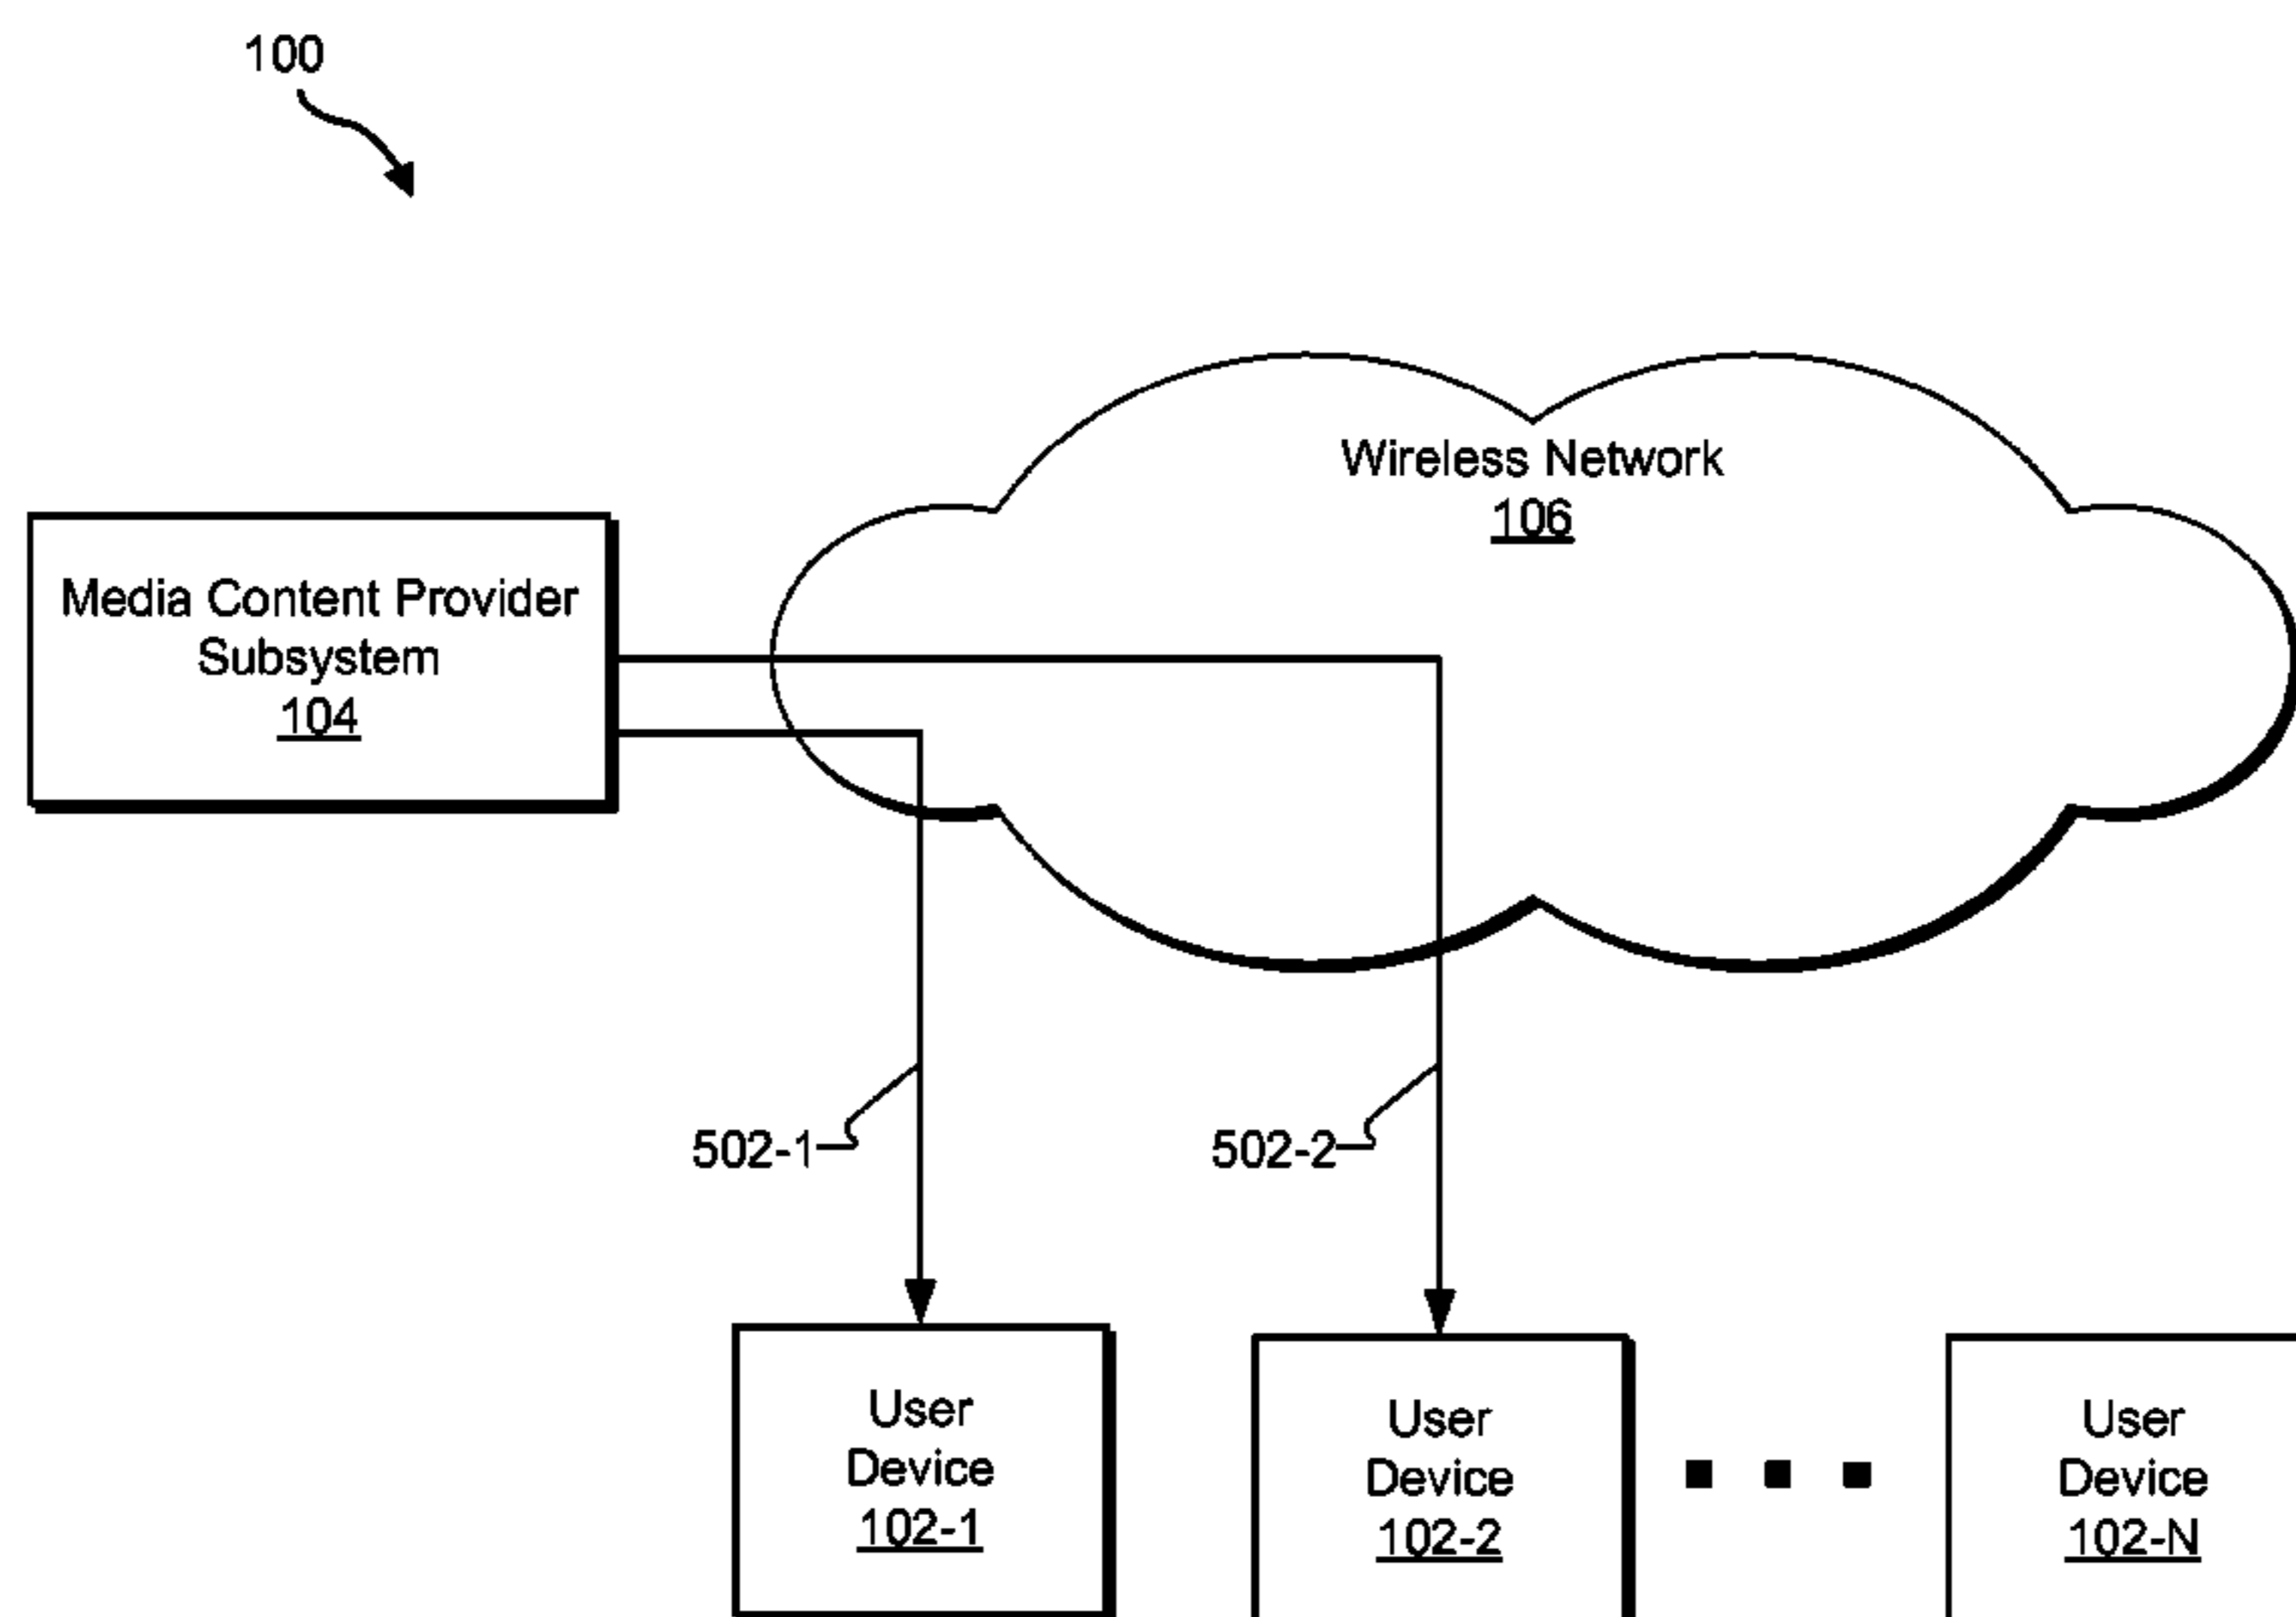 100
Wireless Network
106
Media Content Provider
Subsystem
104
502-1
502-2
User
Device
102-1
User
Device
102-2
User
Device
102-N